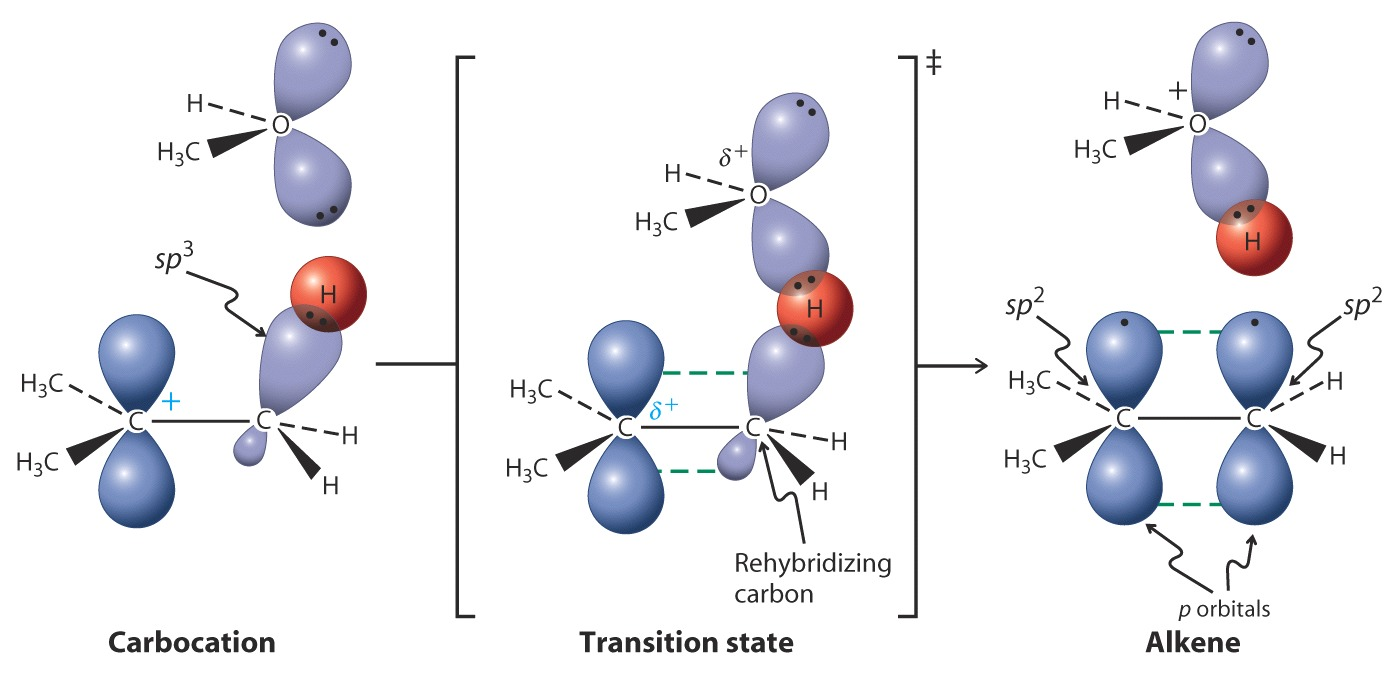 H
O
H₃C
sp³
H
H₃C
+
C
C
H
H₃C
H
Carbocation
‡
δ⁺
H
O
H₃C
H
H₃C
δ⁺
C
C
H
H₃C
H
Rehybridizing
carbon
Transition state
+
H
O
H₃C
H
sp²
sp²
H₃C
H
C
C
H₃C
H
p orbitals
Alkene